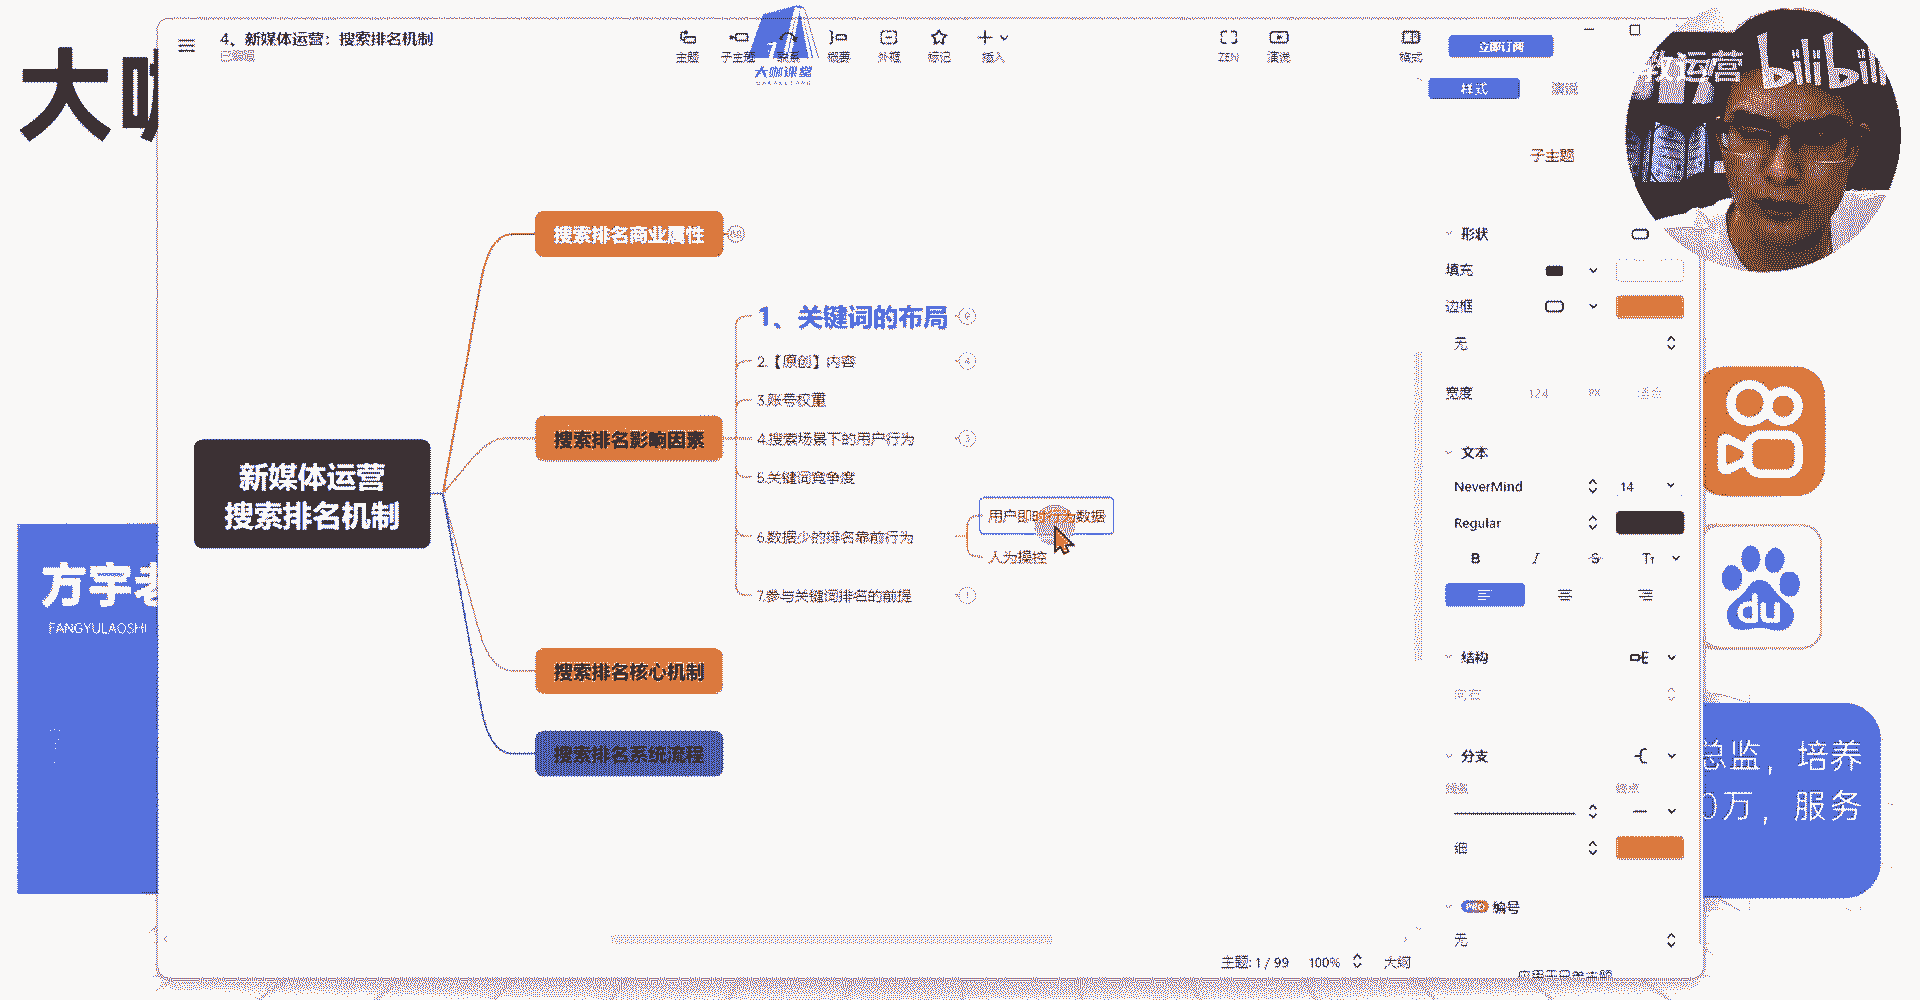 大咖
4、新媒体运营：搜索排名机制
已编辑
主题
子主题
联系
概要
外框
标记
插入
ZEN
演说
格式
立即订阅
大咖课堂
DAKAKETANG
样式
演说
运营 bilibili
子主题
形状
填充
边框
无
宽度
124
PX
文本
NeverMind
14
Regular
B
I
S
Tт
结构
向右
分支
细
PRO 编号
无
搜索排名商业属性
1、关键词的布局
2.【原创】内容
3.账号权重
4.搜索场景下的用户行为
5.关键词竞争度
6.数据少的排名靠前行为
用户即时行为数据
人为操控
7.参与关键词排名的前提
新媒体运营
搜索排名机制
搜索排名影响因素
搜索排名核心机制
搜索排名系统流程
方宇老
FANGYULAOSHI
du
总监，培养
0万，服务
主题: 1 / 99
100%
大纲
应用于兄弟主题